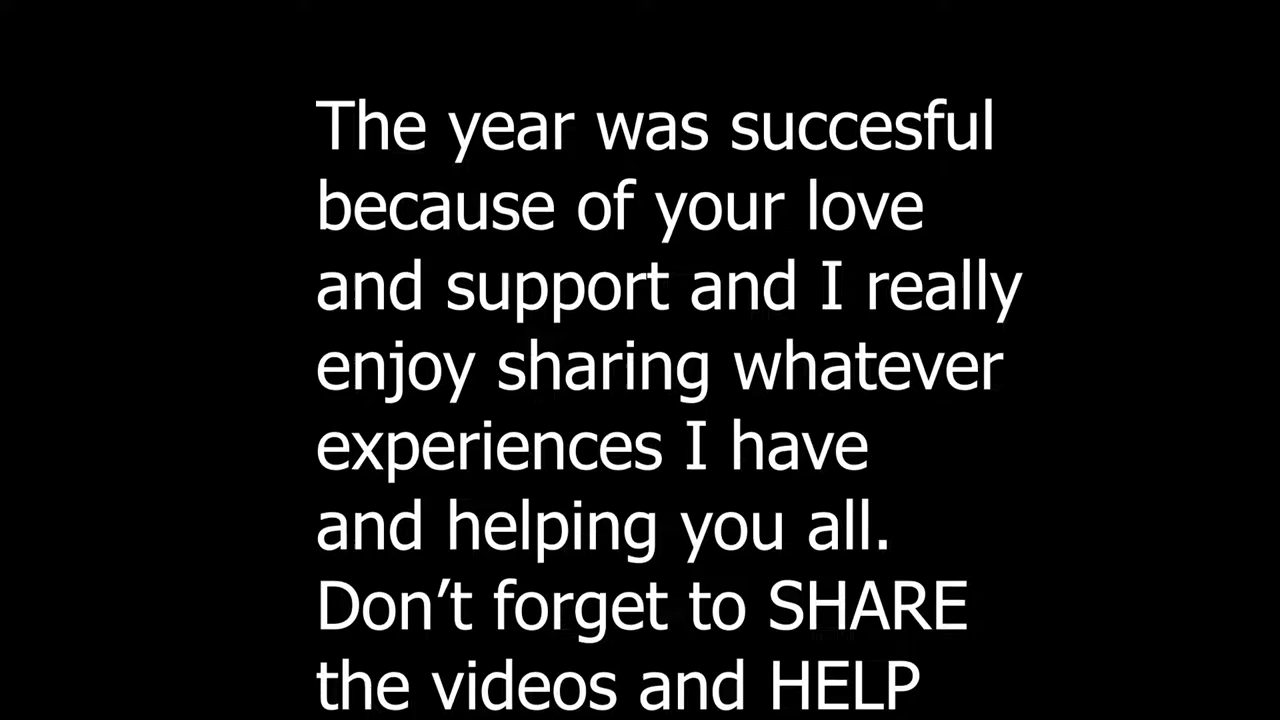 The year was succesful
because of your love
and support and I really
enjoy sharing whatever
experiences I have
and helping you all.
Don’t forget to SHARE
the videos and HELP